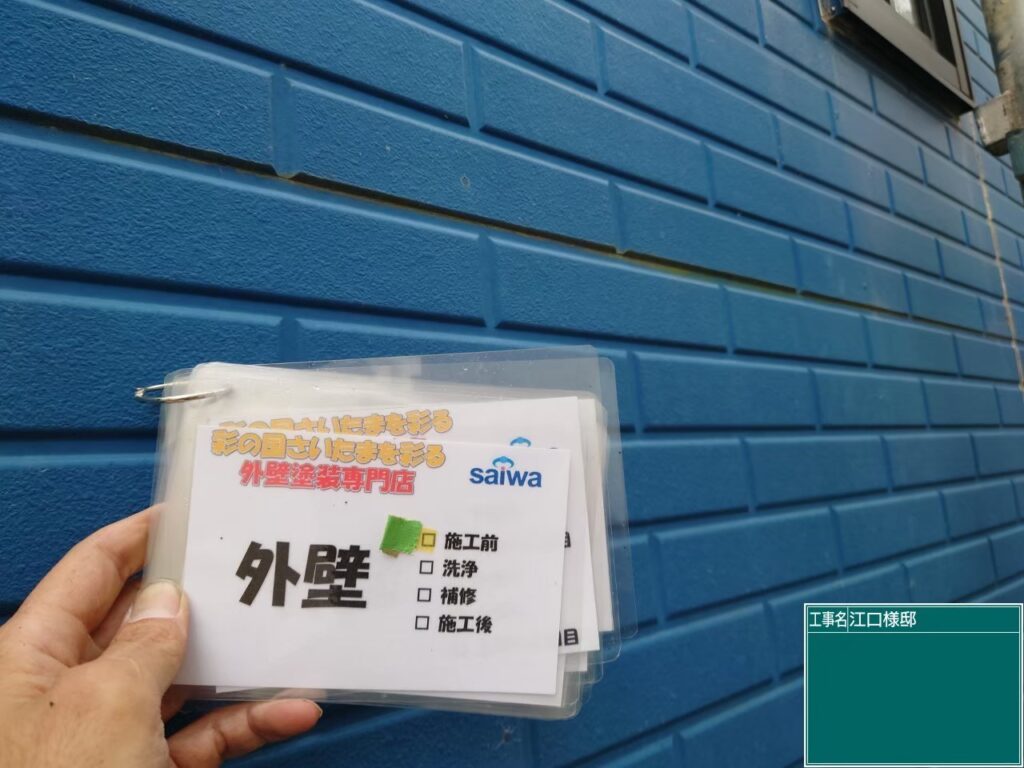 彩の国さいたまを彩る
彩の国さいたまを彩る
外壁塗装専門店
saiwa
外壁
□ 施工前
□ 洗浄
□ 補修
□ 施工後
目
工事名 江口様邸